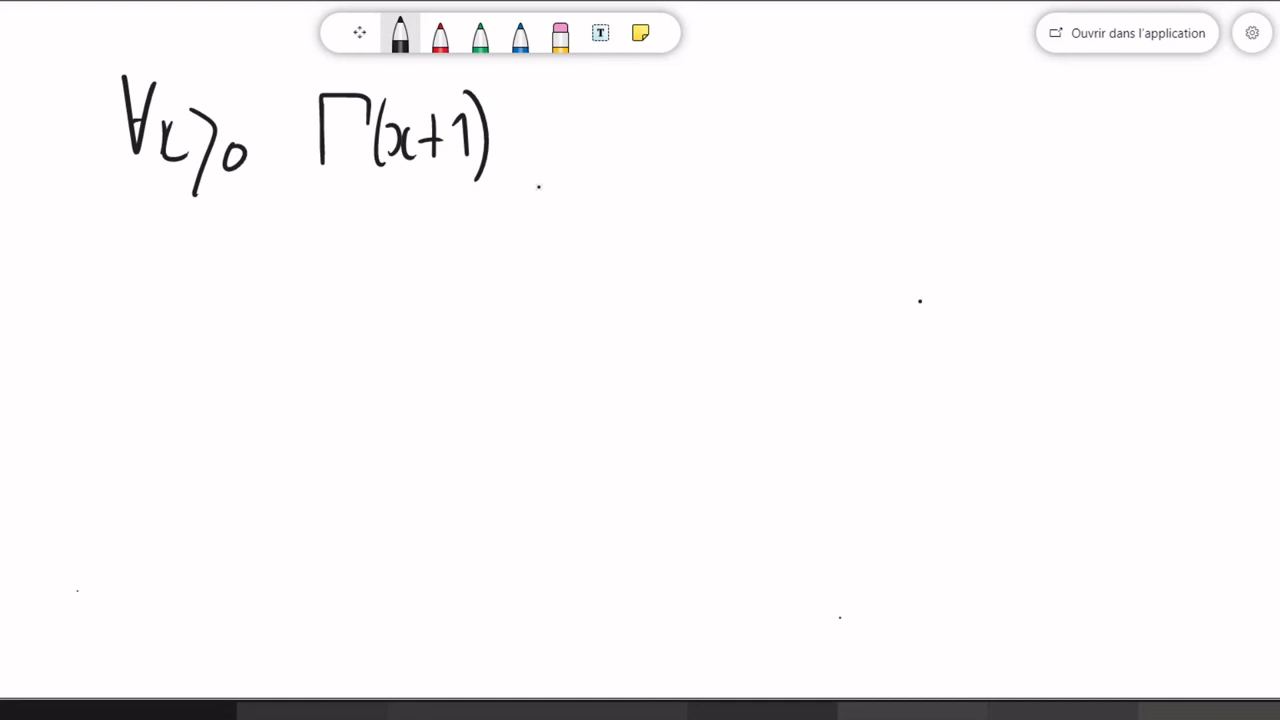 Ouvrir dans l'application
∀x>0 Γ(x+1)